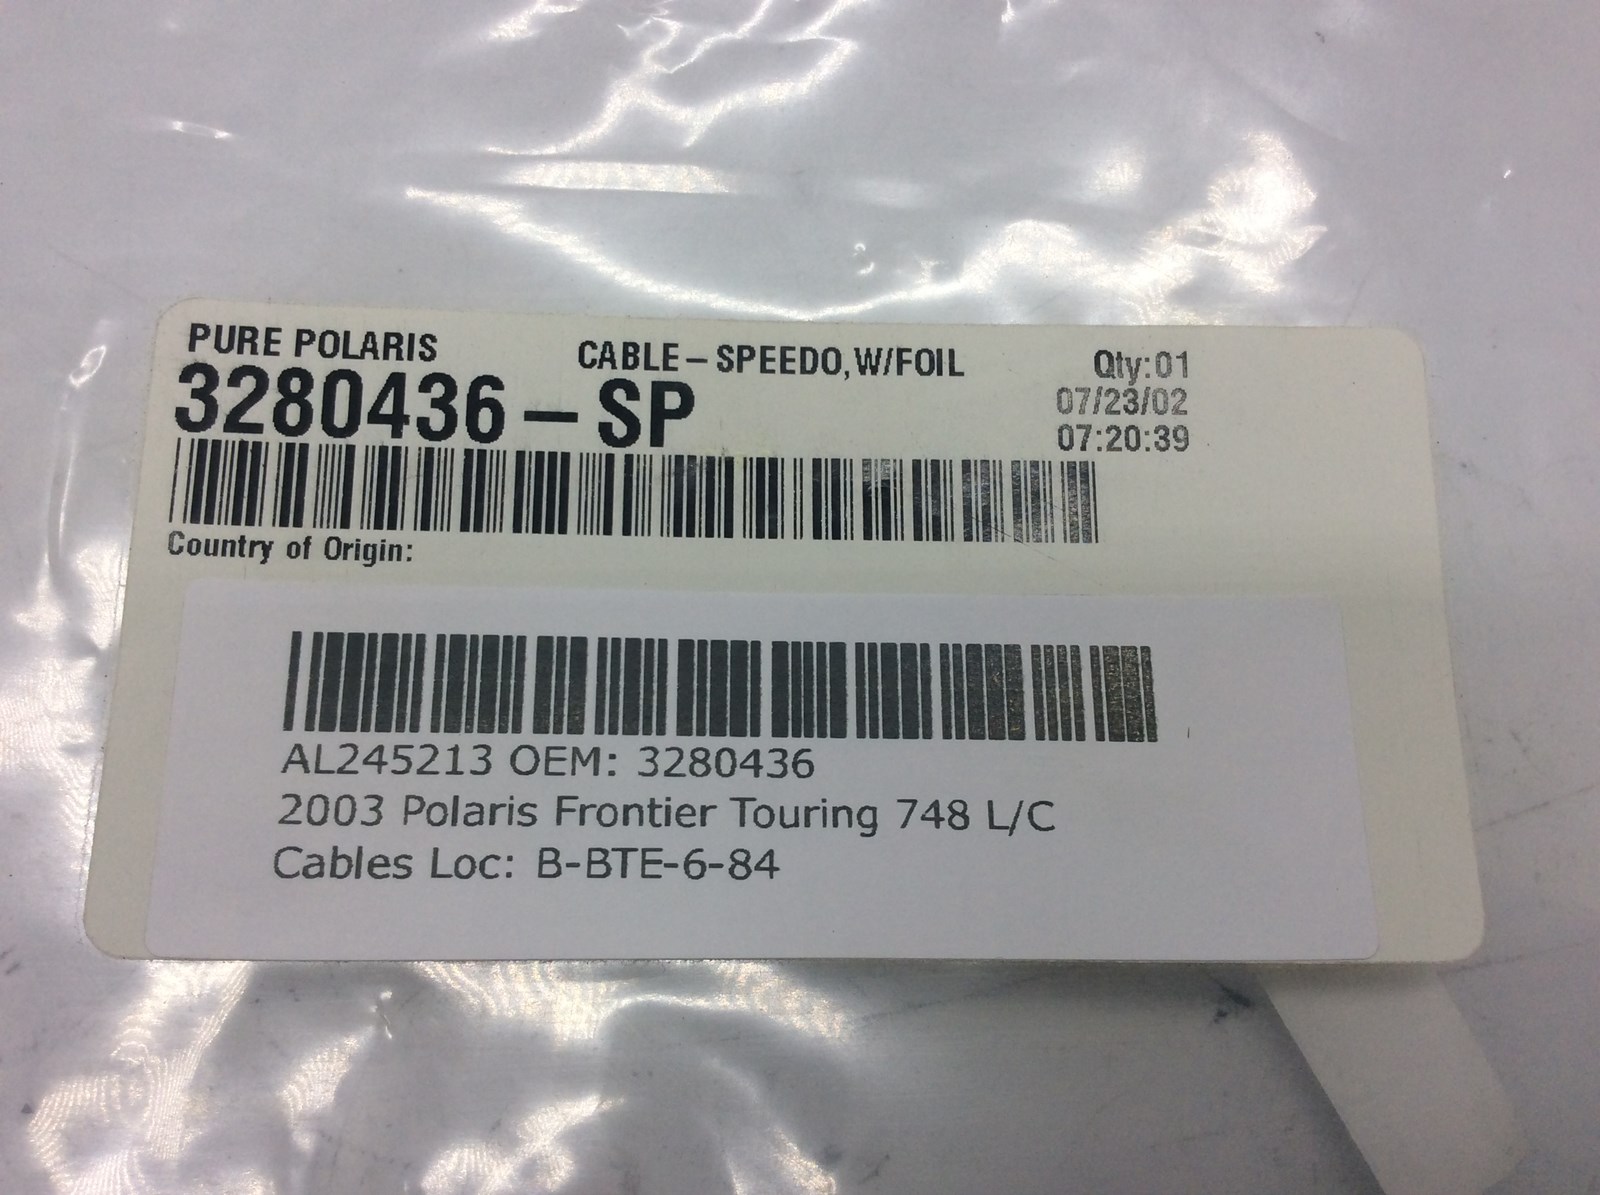 PURE POLARIS
CABLE-SPEEDO,W/FOIL
Qty:01
3280436-SP
07/23/02
07:20:39
Country of Origin:
AL245213 OEM: 3280436
2003 Polaris Frontier Touring 748 L/C
Cables Loc: B-BTE-6-84